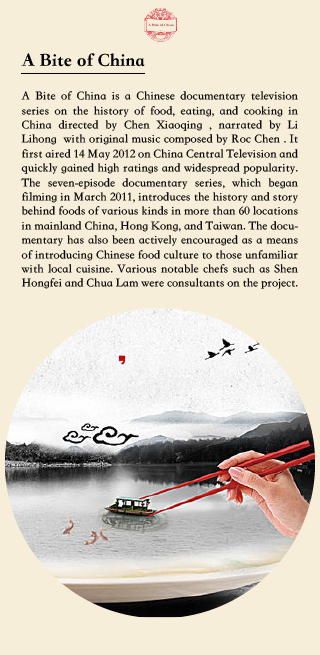 A Bite of China
A Bite of China
A Bite of China is a Chinese documentary television
series on the history of food, eating, and cooking in
China directed by Chen Xiaoqing , narrated by Li
Lihong with original music composed by Roc Chen . It
first aired 14 May 2012 on China Central Television and
quickly gained high ratings and widespread popularity.
The seven-episode documentary series, which began
filming in March 2011, introduces the history and story
behind foods of various kinds in more than 60 locations
in mainland China, Hong Kong, and Taiwan. The docu-
mentary has also been actively encouraged as a means
of introducing Chinese food culture to those unfamiliar
with local cuisine. Various notable chefs such as Shen
Hongfei and Chua Lam were consultants on the project.